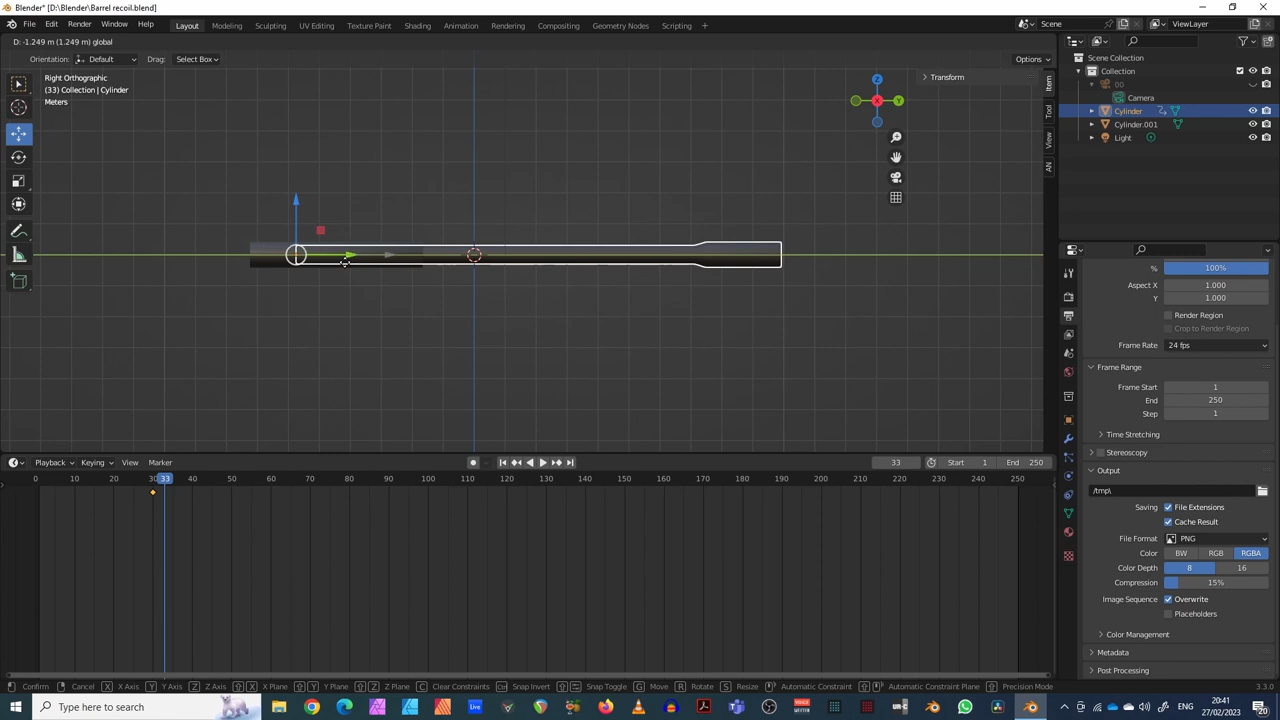 Blender* [D:\Blender\Barrel recoil.blend]
File Edit Render Window Help Layout Modeling Sculpting UV Editing Texture Paint Shading Animation Rendering Compositing Geometry Nodes Scripting + Scene ViewLayer
D: -1.249 m (1.249 m) global
Orientation: Default Drag: Select Box Options
Right Orthographic
(33) Collection | Cylinder
Meters
Transform
Z
X
Y
Item
Tool
View
AN
Scene Collection
Collection
00
Camera
Cylinder
Cylinder.001
Light
% 100%
Aspect X 1.000
Y 1.000
Render Region
Crop to Render Region
Frame Rate 24 fps
Frame Range
Frame Start 1
End 250
Step 1
Time Stretching
Stereoscopy
Output
/tmp\
Saving File Extensions
Cache Result
File Format PNG
Color BW RGB RGBA
Color Depth 8 16
Compression 15%
Image Sequence Overwrite
Placeholders
Color Management
Metadata
Post Processing
Playback Keying View Marker 33 Start 1 End 250
0 10 20 30 33 40 50 60 70 80 90 100 110 120 130 140 150 160 170 180 190 200 210 220 230 240 250
Confirm Cancel X X Axis Y Y Axis Z Z Axis X X Plane Y Y Plane Z Z Plane C Clear Constraints Ctrl Snap Invert Snap Toggle G Move R Rotate S Resize Automatic Constraint Automatic Constraint Plane Precision Mode
3.3.0
Type here to search
20:41
27/02/2023